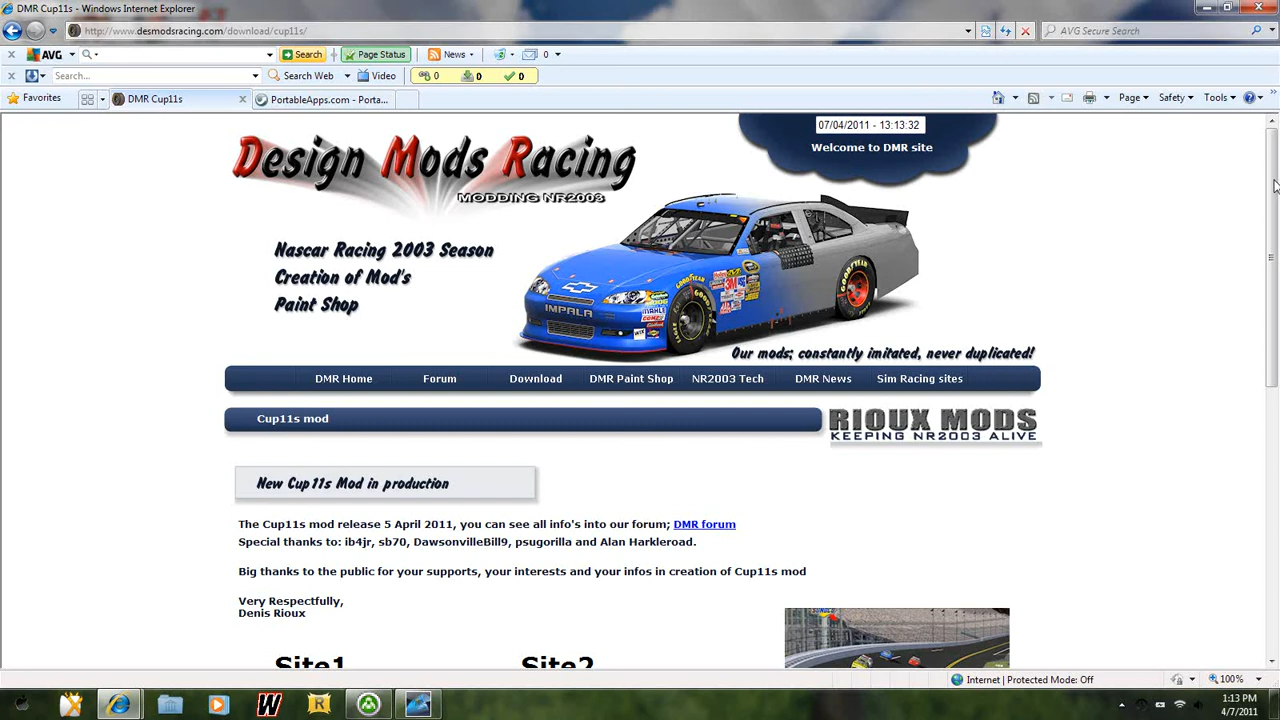 DMR Cup11s - Windows Internet Explorer
http://www.desmodsracing.com/download/cup11s/
AVG Secure Search
AVG
Search
Page Status
News
0
Search...
Search Web
Video
0
0
0
Favorites
DMR Cup11s
PortableApps.com - Porta...
Page
Safety
Tools
07/04/2011 - 13:13:32
Welcome to DMR site
Design Mods Racing
MODDING NR2003
Nascar Racing 2003 Season
Creation of Mod's
Paint Shop
IMPALA
GOODYEAR
3M
Our mods; constantly imitated, never duplicated!
DMR Home
Forum
Download
DMR Paint Shop
NR2003 Tech
DMR News
Sim Racing sites
Cup11s mod
RIOUX MODS
KEEPING NR2003 ALIVE
New Cup11s Mod in production
The Cup11s mod release 5 April 2011, you can see all info's into our forum; DMR forum
Special thanks to: ib4jr, sb70, DawsonvilleBill9, psugorilla and Alan Harkleroad.
Big thanks to the public for your supports, your interests and your infos in creation of Cup11s mod
Very Respectfully,
Denis Rioux
Site1
Site2
Internet | Protected Mode: Off
100%
1:13 PM
4/7/2011